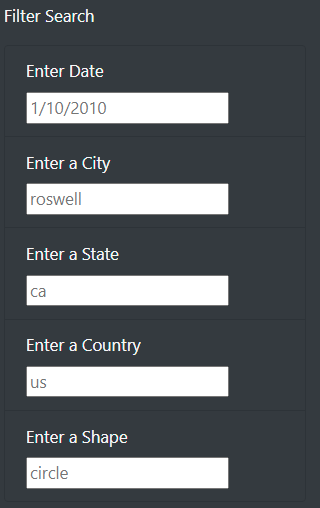 Filter Search
Enter Date
1/10/2010
Enter a City
roswell
Enter a State
ca
Enter a Country
us
Enter a Shape
circle